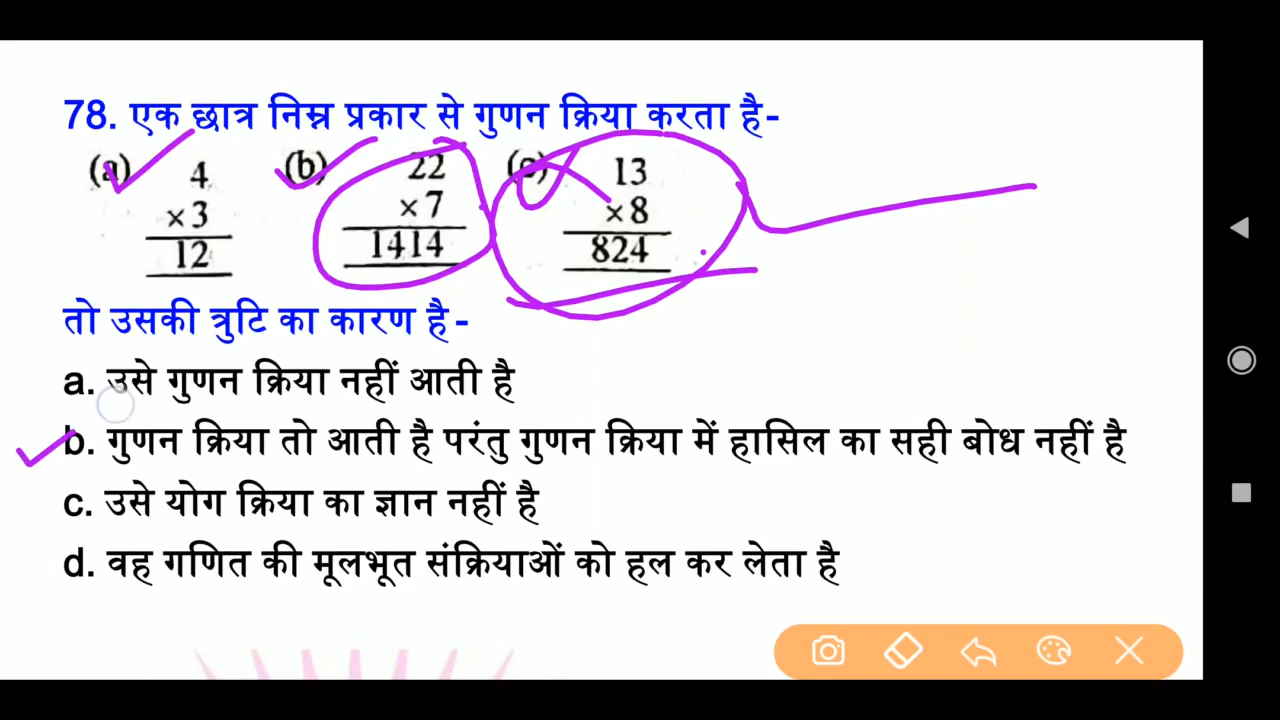 78. एक छात्र निम्न प्रकार से गुणन क्रिया करता है-
(a) 4 (b) 22 (c) 13
×3 ×7 ×8
12 1414 824
तो उसकी त्रुटि का कारण है-
a. उसे गुणन क्रिया नहीं आती है
b. गुणन क्रिया तो आती है परंतु गुणन क्रिया में हासिल का सही बोध नहीं है
c. उसे योग क्रिया का ज्ञान नहीं है
d. वह गणित की मूलभूत संक्रियाओं को हल कर लेता है